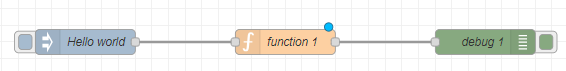 Hello world
function 1
debug 1